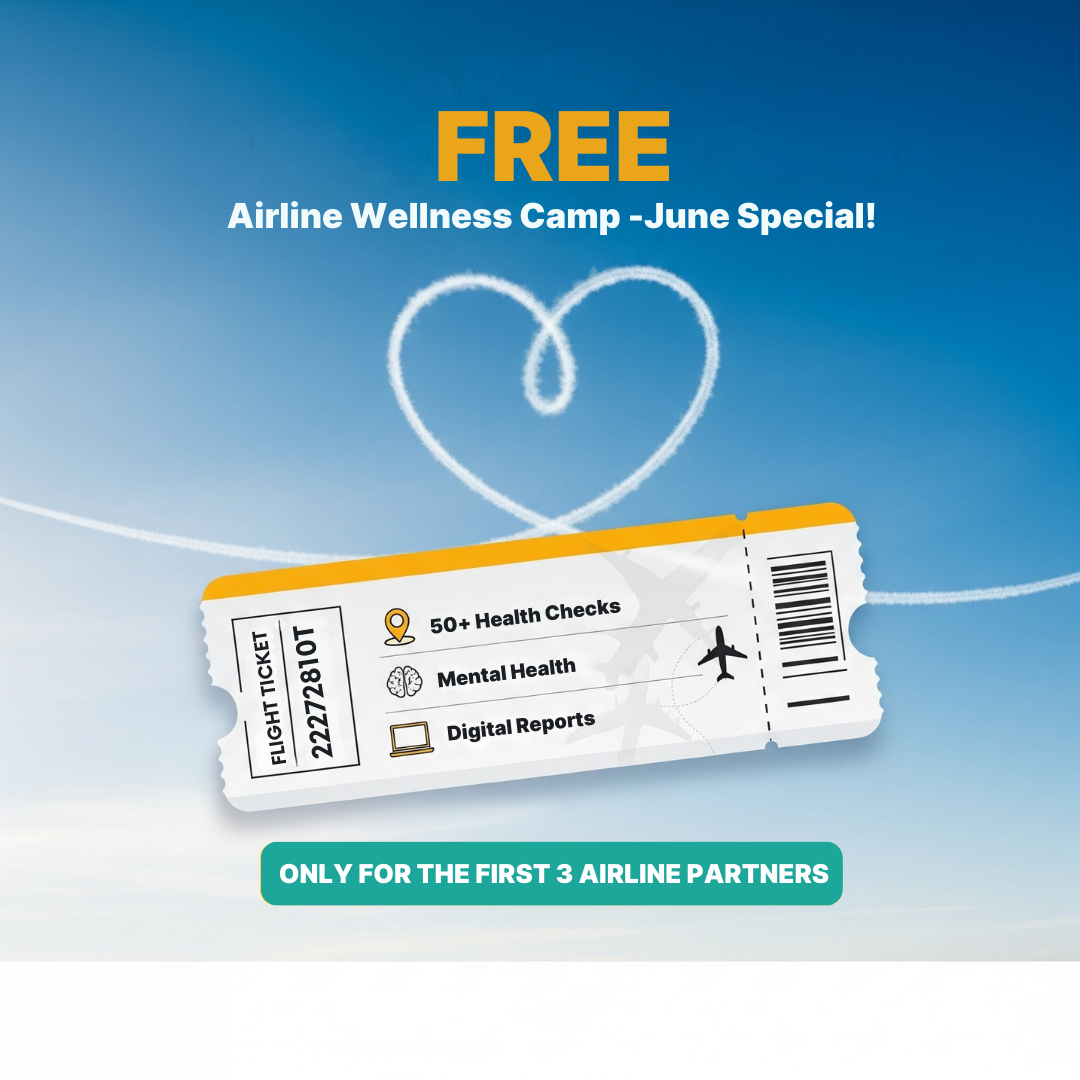 FREE
Airline Wellness Camp -June Special!
FLIGHT TICKET
22272810T
50+ Health Checks
Mental Health
Digital Reports
ONLY FOR THE FIRST 3 AIRLINE PARTNERS